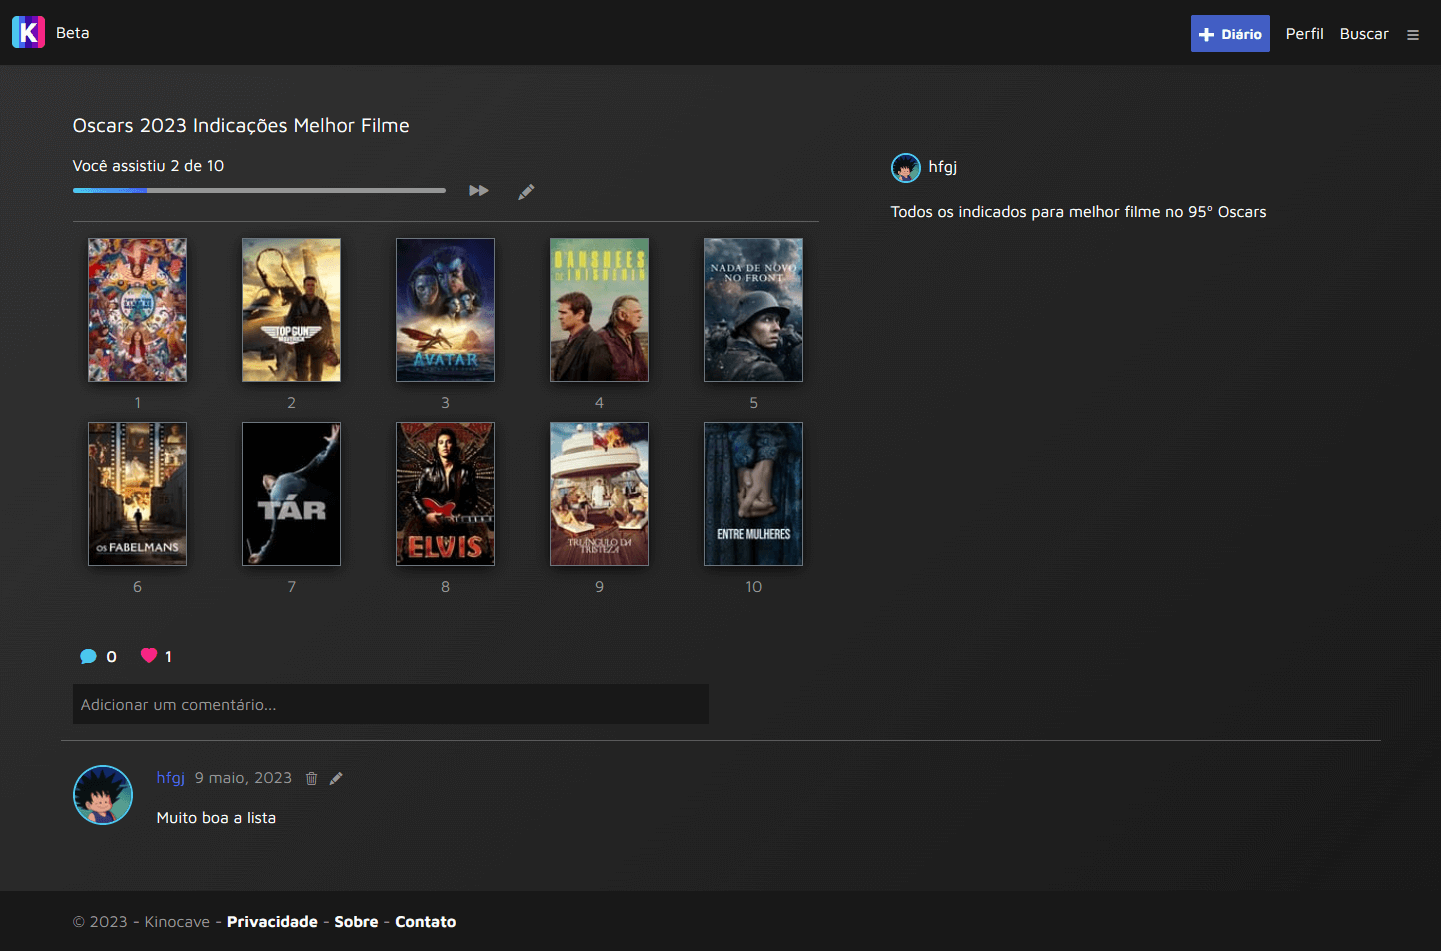 K Beta
Diário Perfil Buscar
Oscars 2023 Indicações Melhor Filme
Você assistiu 2 de 10
hfgj
Todos os indicados para melhor filme no 95º Oscars
BANSHEES
INISHERIN
NADA DE NOVO
NO FRONT
TOP GUN
MAVERICK
AVATAR
1 2 3 4 5
OS FABELMANS
TÁR
ELVIS
TRIÂNGULO DA
TRISTEZA
ENTRE MULHERES
6 7 8 9 10
0 1
Adicionar um comentário...
hfgj 9 maio, 2023
Muito boa a lista
© 2023 - Kinocave - Privacidade - Sobre - Contato